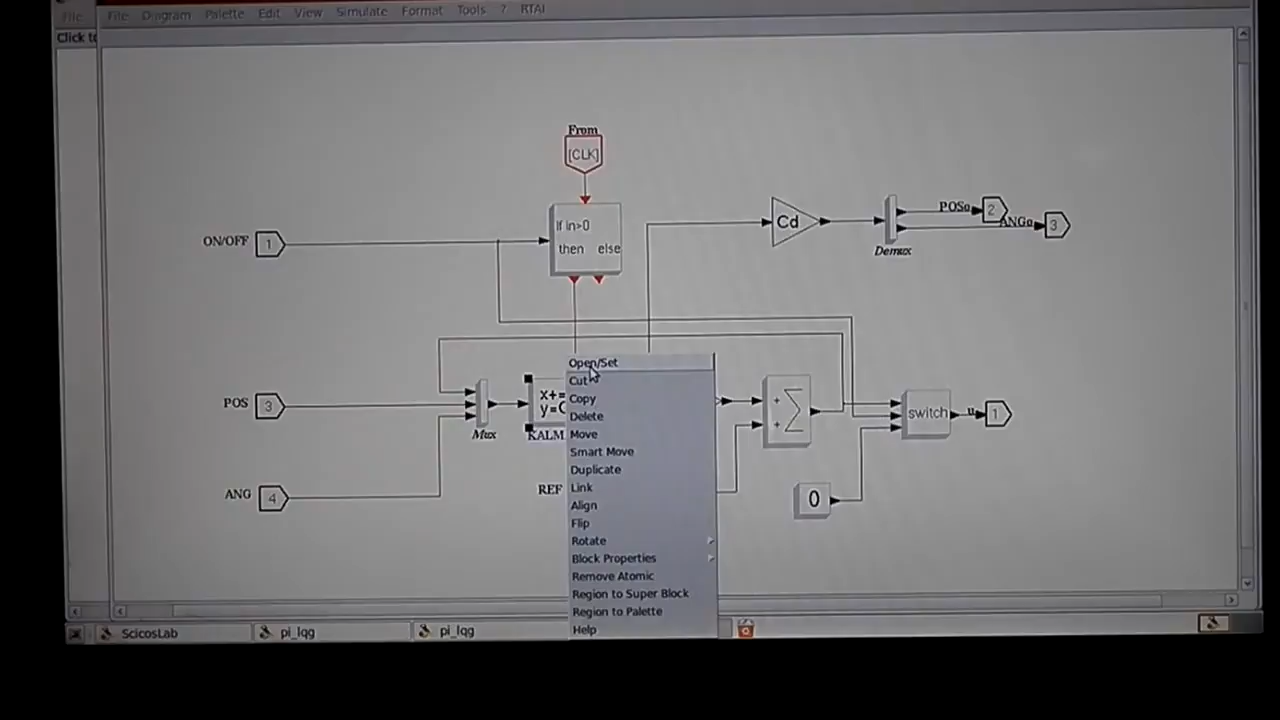 File File Diagram Palette Edit View Simulate Format Tools ? RTAI
Click to
From
[CLK]
If in>0
then else
ON/OFF 1
Cd
POSo 2
ANGo 3
Demux
Open/Set
Cut
Copy
Delete
Move
Smart Move
Duplicate
Link
Align
Flip
Rotate
Block Properties
Remove Atomic
Region to Super Block
Region to Palette
Help
POS 3
Mux
x+=
y=C
KALM
+
+
Σ
switch
u 1
ANG 4
REF
0
ScicosLab
pi_lqg
pi_lqg